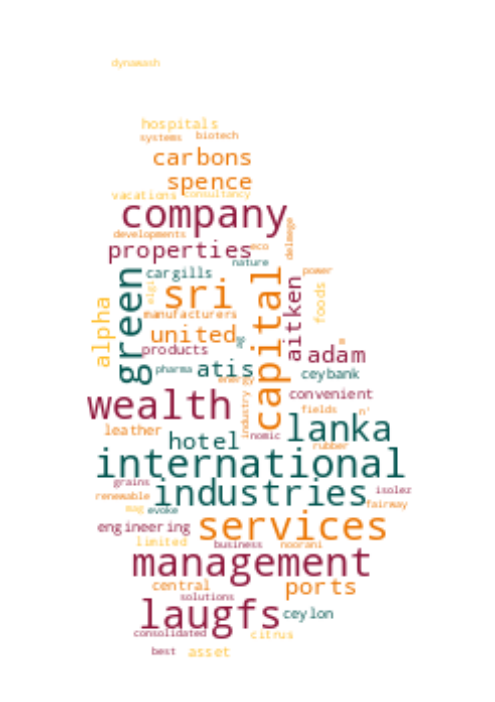 dynawash
hospitals
systems biotech
carbons
spence
vacations consultancy
company
developments
delmege
properties eco
nature
cargills power
green elgi sri capital aitken foods
manufacturers
alpha united
products adam
pharma atis ceybank
energy
wealth convenient
industry fields n'
leather hotel nomic lanka
rubber
international
grains industries isolez
renewable fairway
mag evoke
engineering services
limited business noorani
management
central ports
solutions
laugfs ceylon
consolidated citrus
best asset